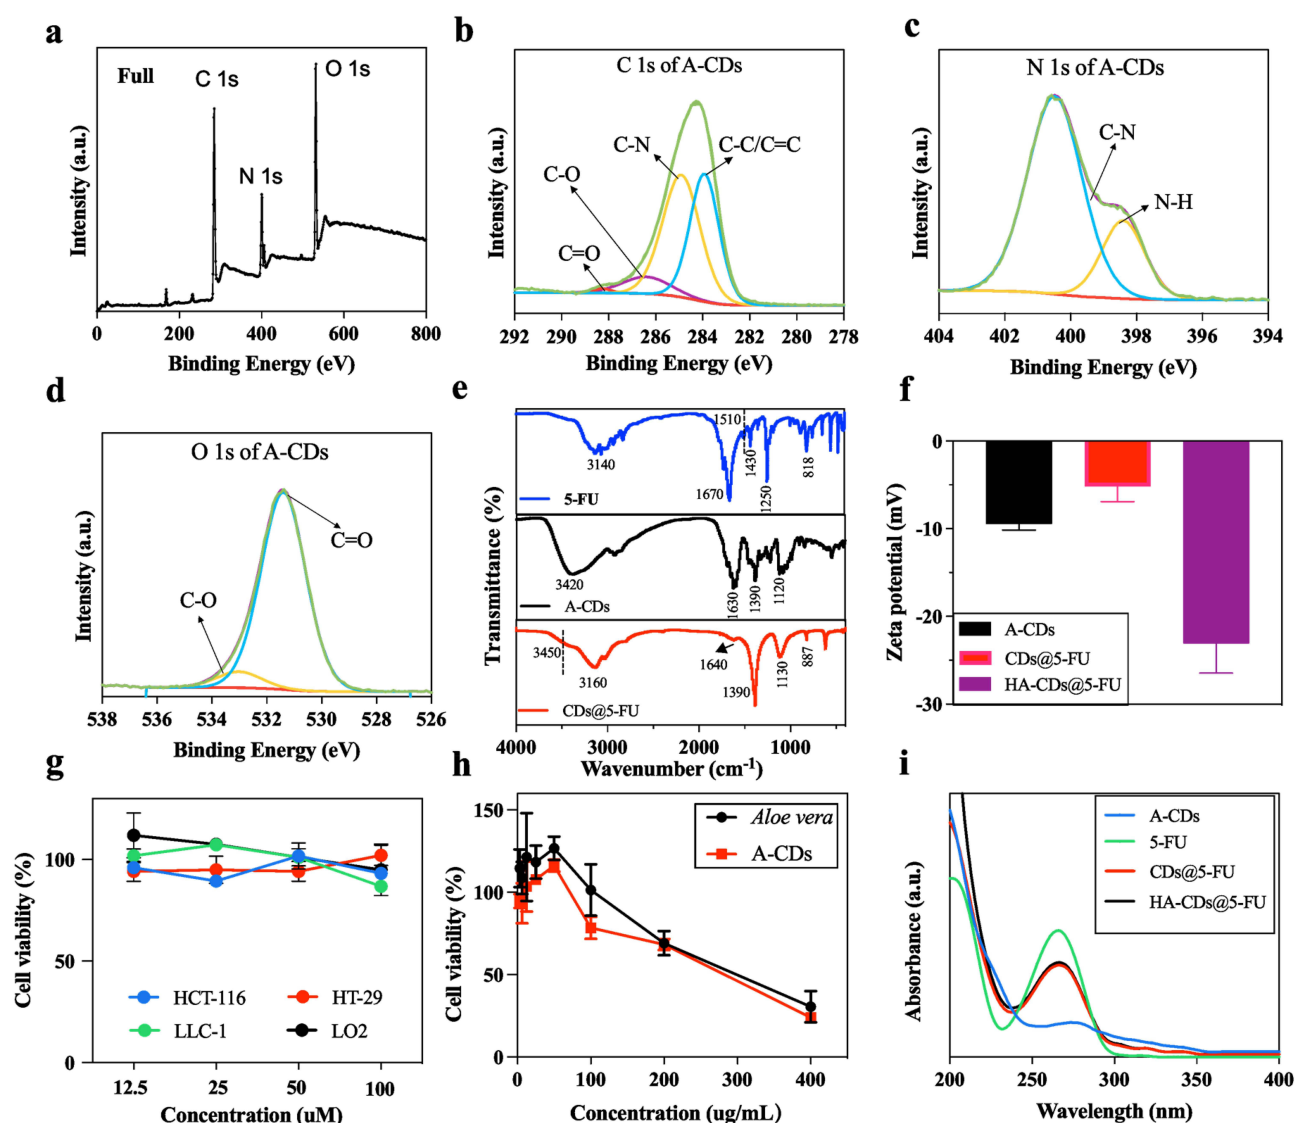 a
Full
C 1s
N 1s
O 1s
Intensity (a.u.)
0 200 400 600 800
Binding Energy (eV)
b
C 1s of A-CDs
C-N
C-C/C=C
C-O
C=O
Intensity (a.u.)
292 290 288 286 284 282 280 278
Binding Energy (eV)
c
N 1s of A-CDs
C-N
N-H
Intensity (a.u.)
404 402 400 398 396 394
Binding Energy (eV)
d
O 1s of A-CDs
C=O
C-O
Intensity (a.u.)
538 536 534 532 530 528 526
Binding Energy (eV)
e
Transmittance (%)
1510
3140
1670
1430
1250
818
5-FU
3420
1630
1390
1120
A-CDs
3450
3160
1640
1390
1130
887
CDs@5-FU
4000 3000 2000 1000
Wavenumber (cm-1)
f
Zeta potential (mV)
0
-10
-20
-30
A-CDs
CDs@5-FU
HA-CDs@5-FU
g
Cell viability (%)
100
50
0
HCT-116 HT-29
LLC-1 LO2
12.5 25 50 100
Concentration (uM)
h
Cell viability (%)
150
100
50
0
Aloe vera
A-CDs
0 100 200 300 400
Concentration (ug/mL)
i
Absorbance (a.u.)
A-CDs
5-FU
CDs@5-FU
HA-CDs@5-FU
200 250 300 350 400
Wavelength (nm)